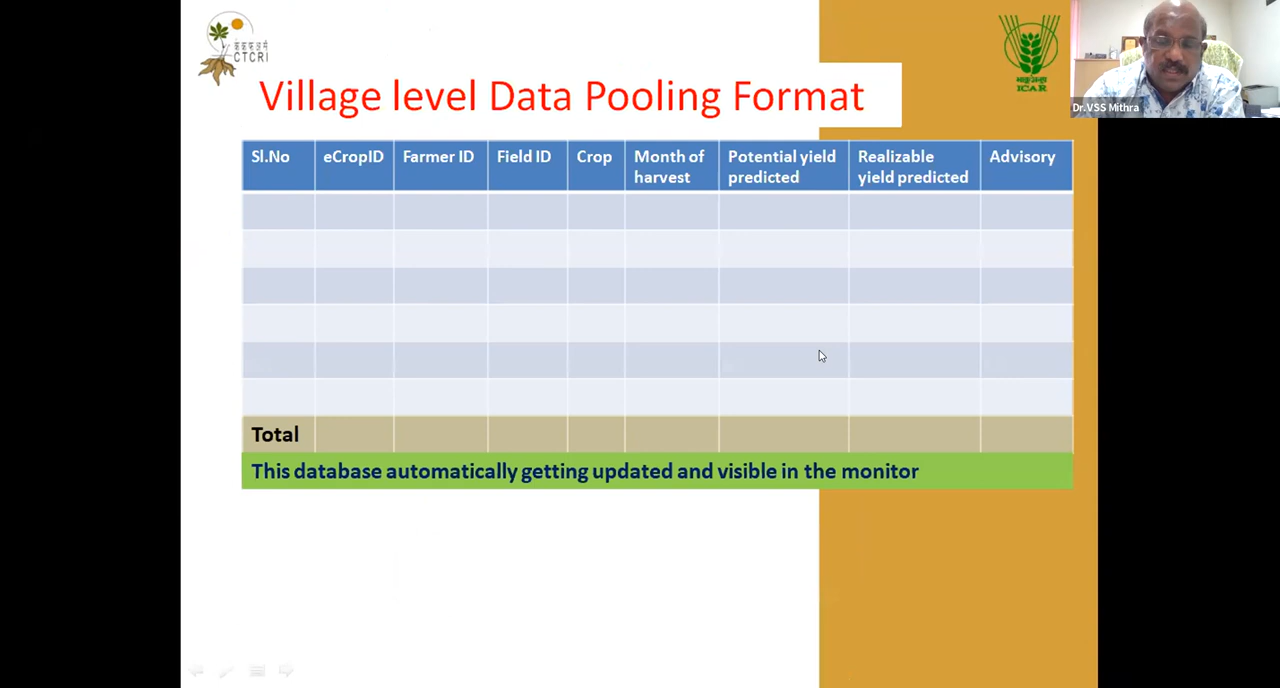 CTCRI
ICAR
Dr.VSS Mithra
Village level Data Pooling Format
Sl.No eCropID Farmer ID Field ID Crop Month of harvest Potential yield predicted Realizable yield predicted Advisory
Total
This database automatically getting updated and visible in the monitor